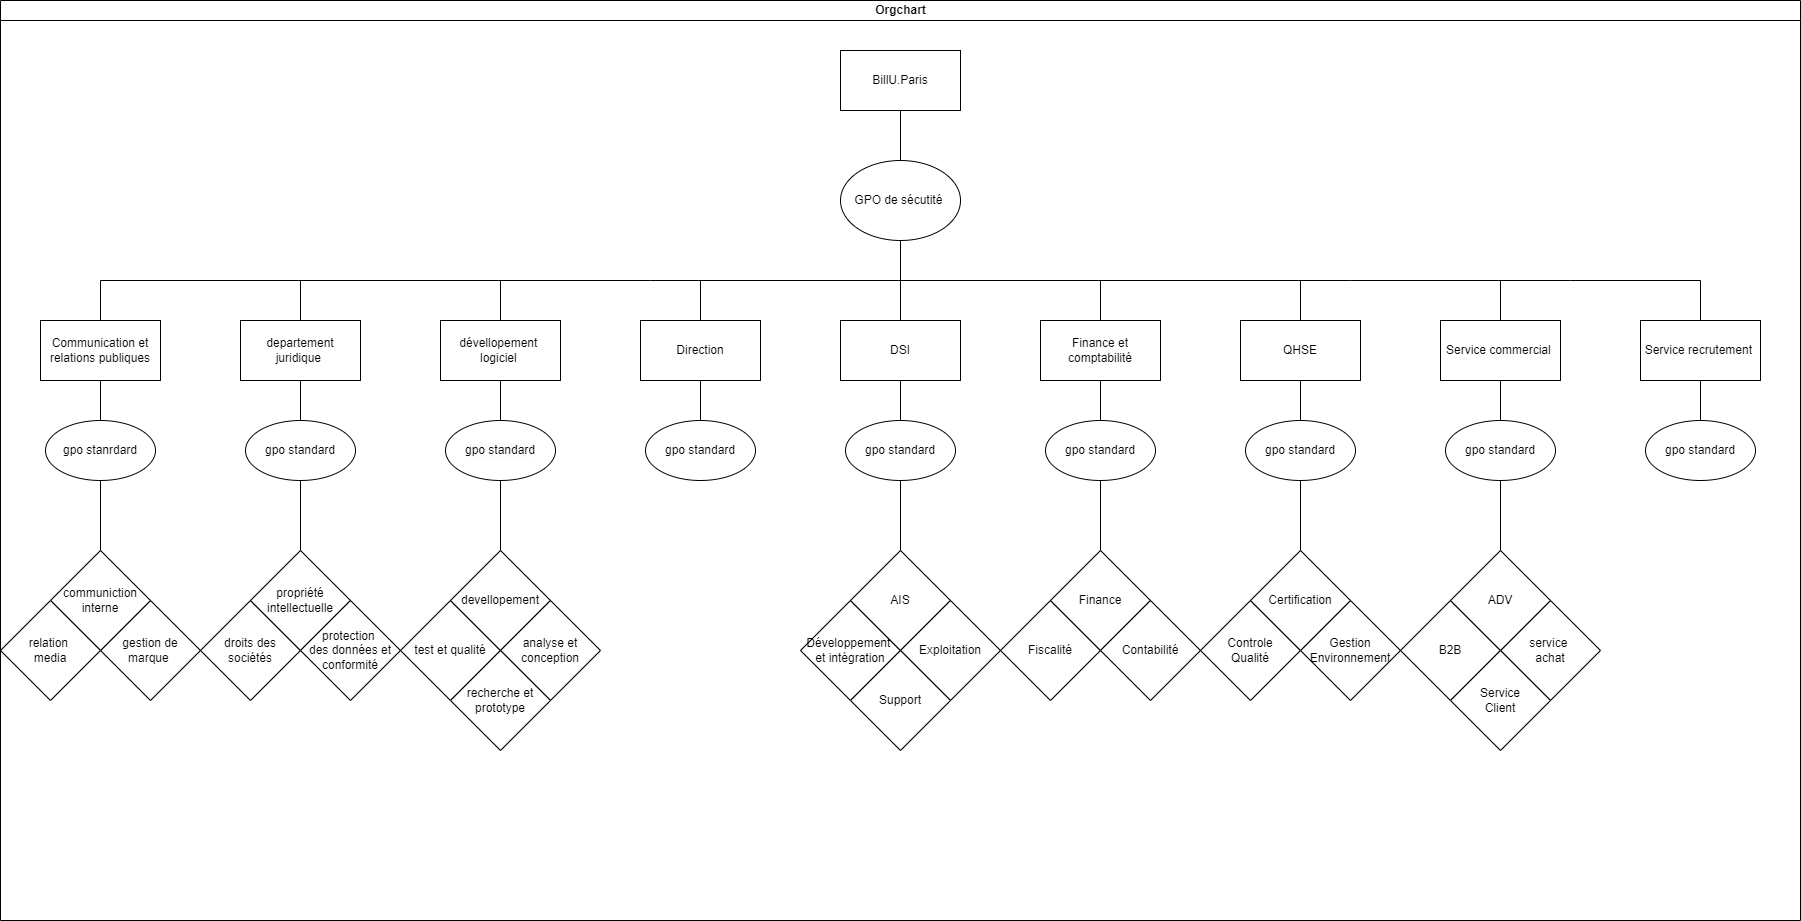 Orgchart
BillU.Paris
GPO de sécutité
Communication et
relations publiques
departement
juridique
dévellopement
logiciel
Direction
DSI
Finance et
comptabilité
QHSE
Service commercial
Service recrutement
gpo stanrdard
gpo standard
gpo standard
gpo standard
gpo standard
gpo standard
gpo standard
gpo standard
gpo standard
communiction
interne
relation
media
gestion de
marque
propriété
intellectuelle
droits des
sociétés
protection
des données et
conformité
devellopement
test et qualité
analyse et
conception
recherche et
prototype
AIS
Développement
et intégration
Exploitation
Support
Finance
Fiscalité
Contabilité
Certification
Controle
Qualité
Gestion
Environnement
ADV
B2B
service
achat
Service
Client